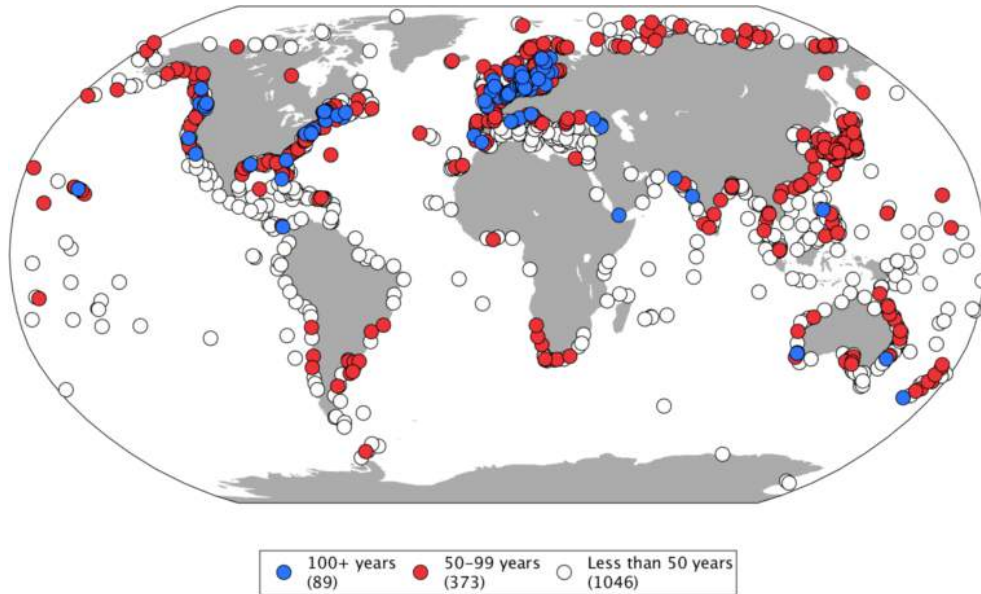 100+ years
(89)
50-99 years
(373)
Less than 50 years
(1046)